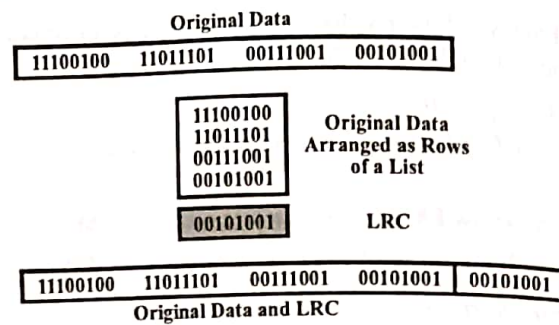 Original Data
11100100 11011101 00111001 00101001
11100100
11011101
00111001
00101001
Original Data
Arranged as Rows
of a List
00101001 LRC
11100100 11011101 00111001 00101001 00101001
Original Data and LRC